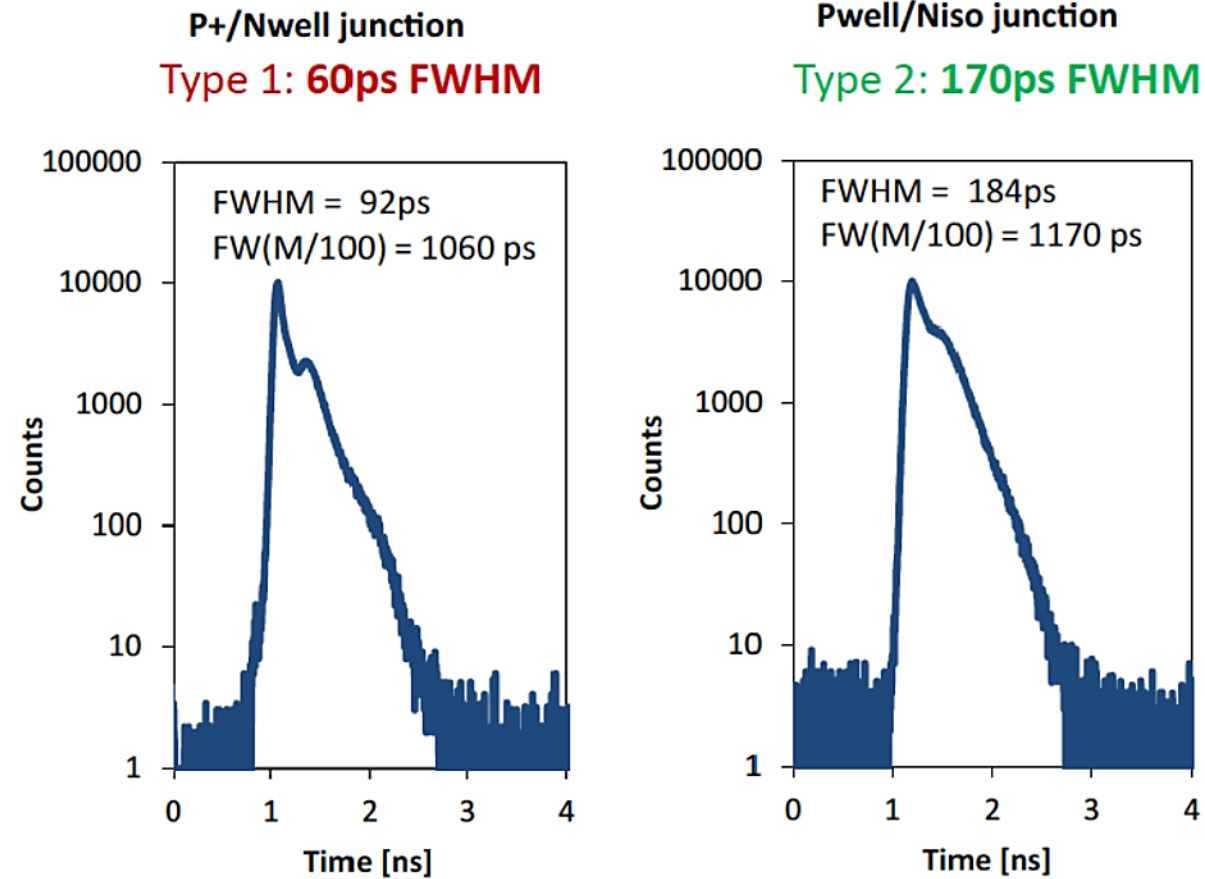 P+/Nwell junction
Type 1: 60ps FWHM
FWHM = 92ps
FW(M/100) = 1060 ps
100000
10000
1000
100
10
1
Counts
0 1 2 3 4
Time [ns]
Pwell/Niso junction
Type 2: 170ps FWHM
FWHM = 184ps
FW(M/100) = 1170 ps
100000
10000
1000
100
10
1
Counts
0 1 2 3 4
Time [ns]